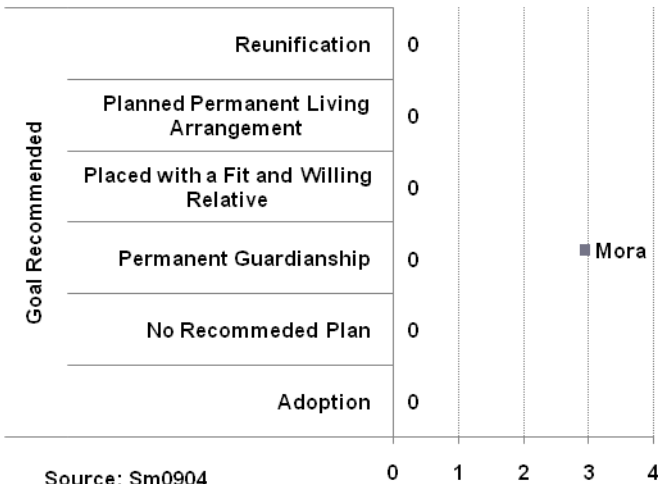 Goal Recommended
Reunification 0
Planned Permanent Living
Arrangement 0
Placed with a Fit and Willing
Relative 0
Permanent Guardianship 0
No Recommeded Plan 0
Adoption 0
Mora
0 1 2 3 4
Source: Sm0904